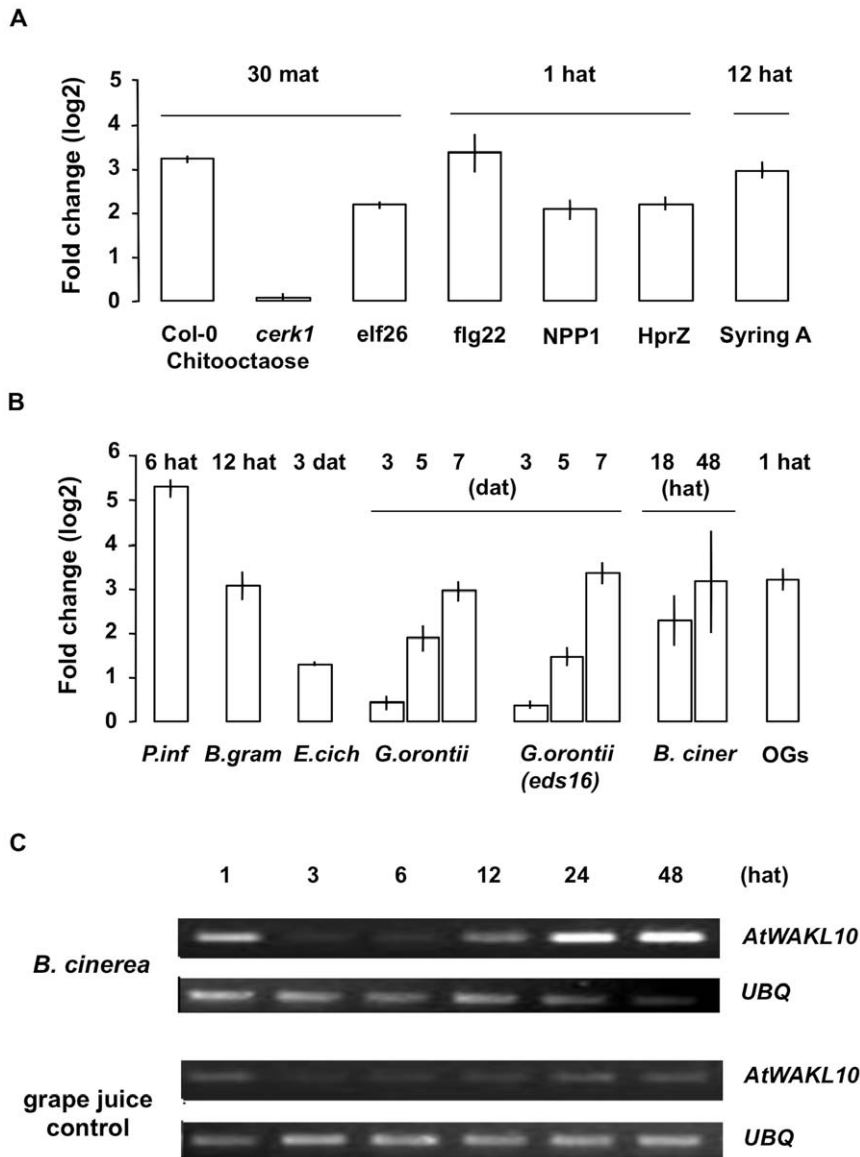 A
30 mat 1 hat 12 hat
Fold change (log2)
5
4
3
2
1
0
Col-0 cerk1 elf26 flg22 NPP1 HprZ Syring A
Chitooctaose
B
6 hat 12 hat 3 dat 3 5 7 3 5 7 18 48 1 hat
(dat) (hat)
Fold change (log2)
6
5
4
3
2
1
0
P.inf B.gram E.cich G.orontii G.orontii B. ciner OGs
(eds16)
C
1 3 6 12 24 48 (hat)
B. cinerea
AtWAKL10
UBQ
grape juice
control
AtWAKL10
UBQ